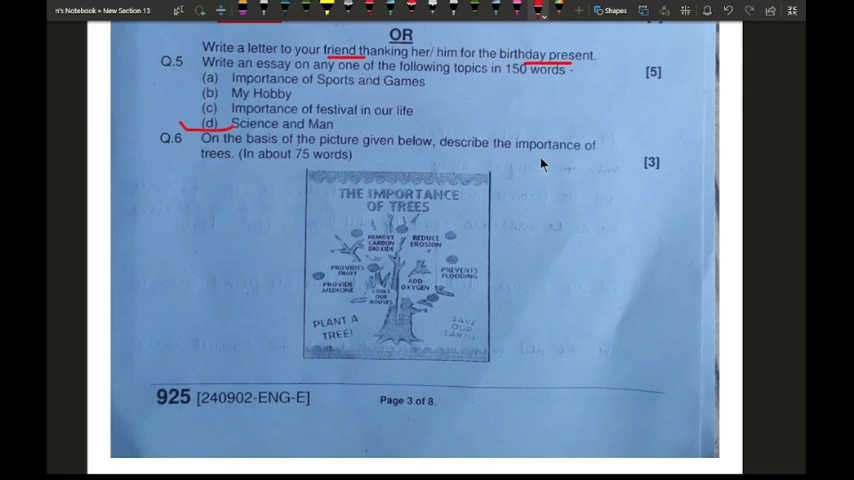 n's Notebook » New Section 13
Shapes
OR
Write a letter to your friend thanking her/ him for the birthday present.
Q.5 Write an essay on any one of the following topics in 150 words - [5]
(a) Importance of Sports and Games
(b) My Hobby
(c) Importance of festival in our life
(d) Science and Man
Q.6 On the basis of the picture given below, describe the importance of
trees. (In about 75 words) [3]
THE IMPORTANCE
OF TREES
REMOVE
CARBON
DIOXIDE
REDUCE
EROSION
PROVIDES
FRUIT
PREVENTS
FLOODING
PROVIDE
MEDICINE
COOLS
OUR
HOUSES
ADD
OXYGEN
PLANT A
TREE!
SAVE
OUR
EARTH
925 [240902-ENG-E] Page 3 of 8